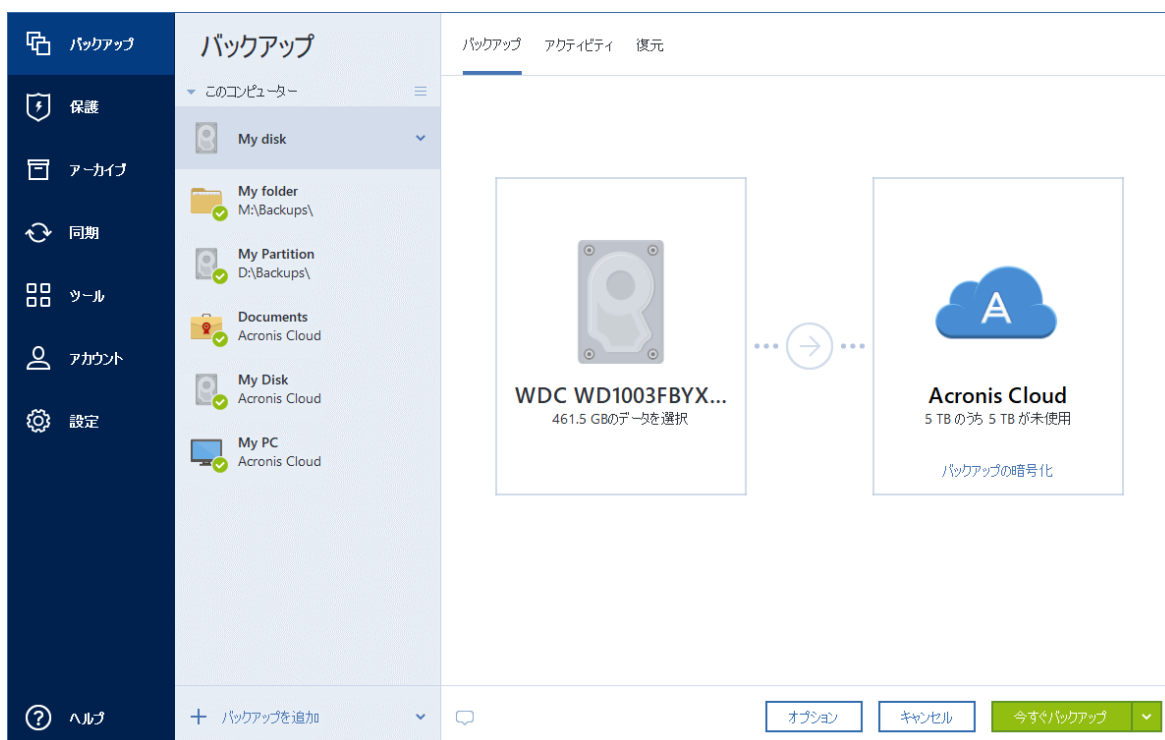 バックアップ
保護
アーカイブ
同期
ツール
アカウント
設定
ヘルプ
バックアップ
このコンピューター
My disk
My folder
M:\Backups\
My Partition
D:\Backups\
Documents
Acronis Cloud
My Disk
Acronis Cloud
My PC
Acronis Cloud
バックアップを追加
バックアップ アクティビティ 復元
WDC WD1003FBYX...
461.5 GBのデータを選択
Acronis Cloud
5 TB のうち 5 TB が未使用
バックアップの暗号化
オプション キャンセル 今すぐバックアップ